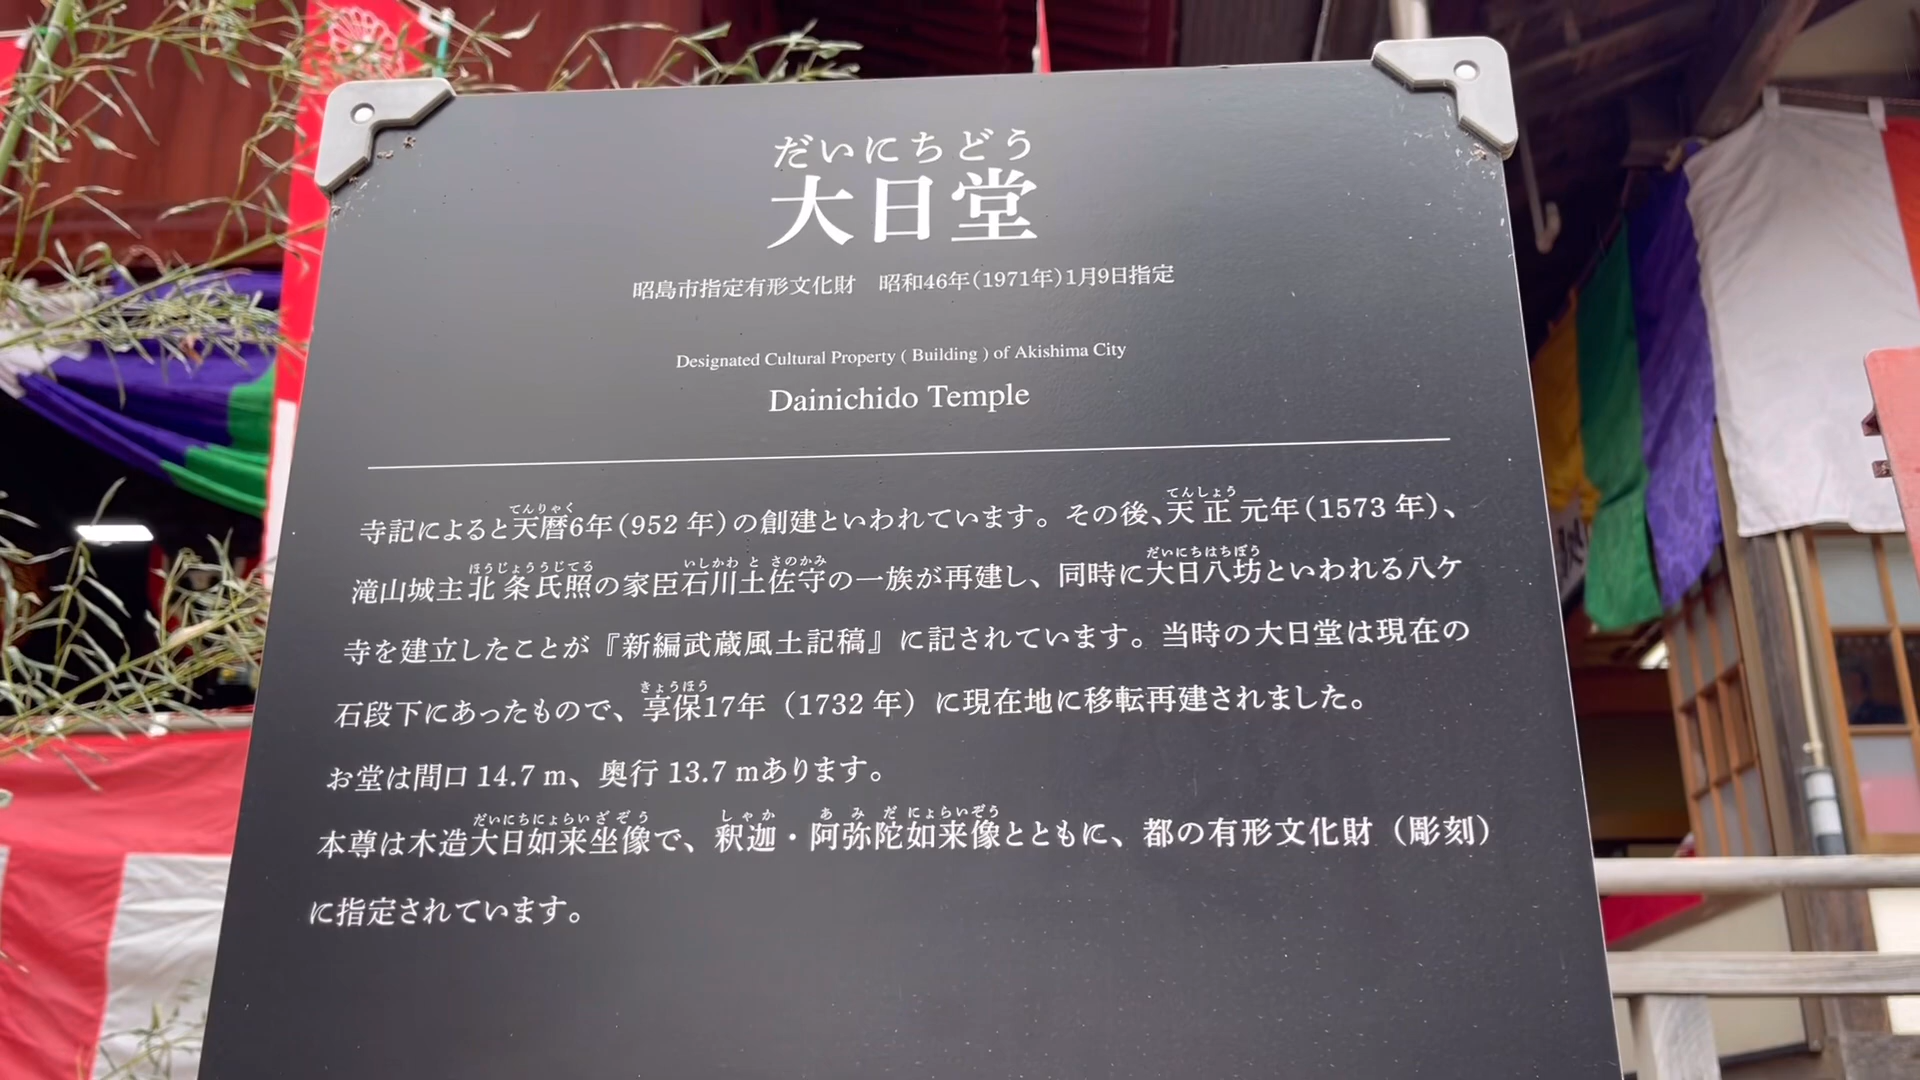 だいにちどう
大日堂
昭島市指定有形文化財　昭和46年(1971年)1月9日指定
Designated Cultural Property ( Building ) of Akishima City
Dainichido Temple
てんりゃく てんしょう
寺記によると天暦6年(952 年)の創建といわれています。その後、天正元年(1573 年)、
ほうじょううじてる いしかわ と さのかみ だいにちはちぼう
滝山城主北条氏照の家臣石川土佐守の一族が再建し、同時に大日八坊といわれる八ケ
寺を建立したことが『新編武蔵風土記稿』に記されています。当時の大日堂は現在の
きょうほう
石段下にあったもので、享保17年（1732 年）に現在地に移転再建されました。
お堂は間口 14.7 m、奥行 13.7 mあります。
だいにちにょらいざぞう しゃか あみだにょらいぞう
本尊は木造大日如来坐像で、釈迦・阿弥陀如来像とともに、都の有形文化財（彫刻）
に指定されています。